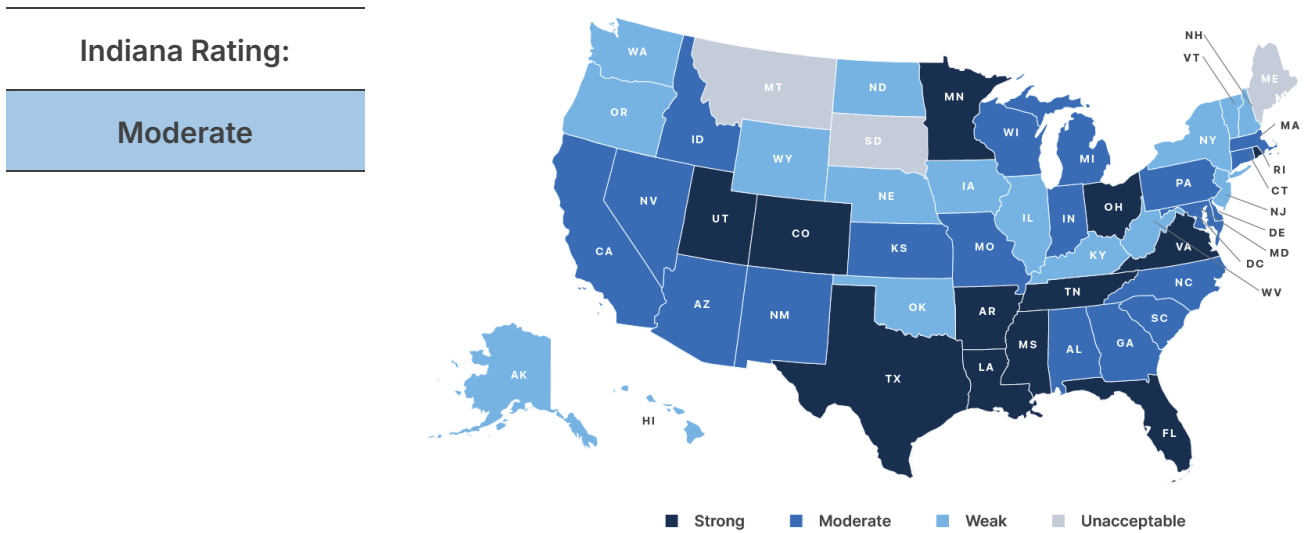 Indiana Rating:
Moderate
NH
VT
WA
MT
ND
MN
ME
OR
ID
SD
WI
MI
NY
MA
WY
RI
NV
UT
CO
NE
IA
IL
IN
OH
PA
CT
NJ
CA
KS
MO
KY
VA
DE
MD
DC
WV
AZ
NM
OK
AR
TN
NC
SC
AK
HI
TX
LA
MS
AL
GA
FL
Strong
Moderate
Weak
Unacceptable